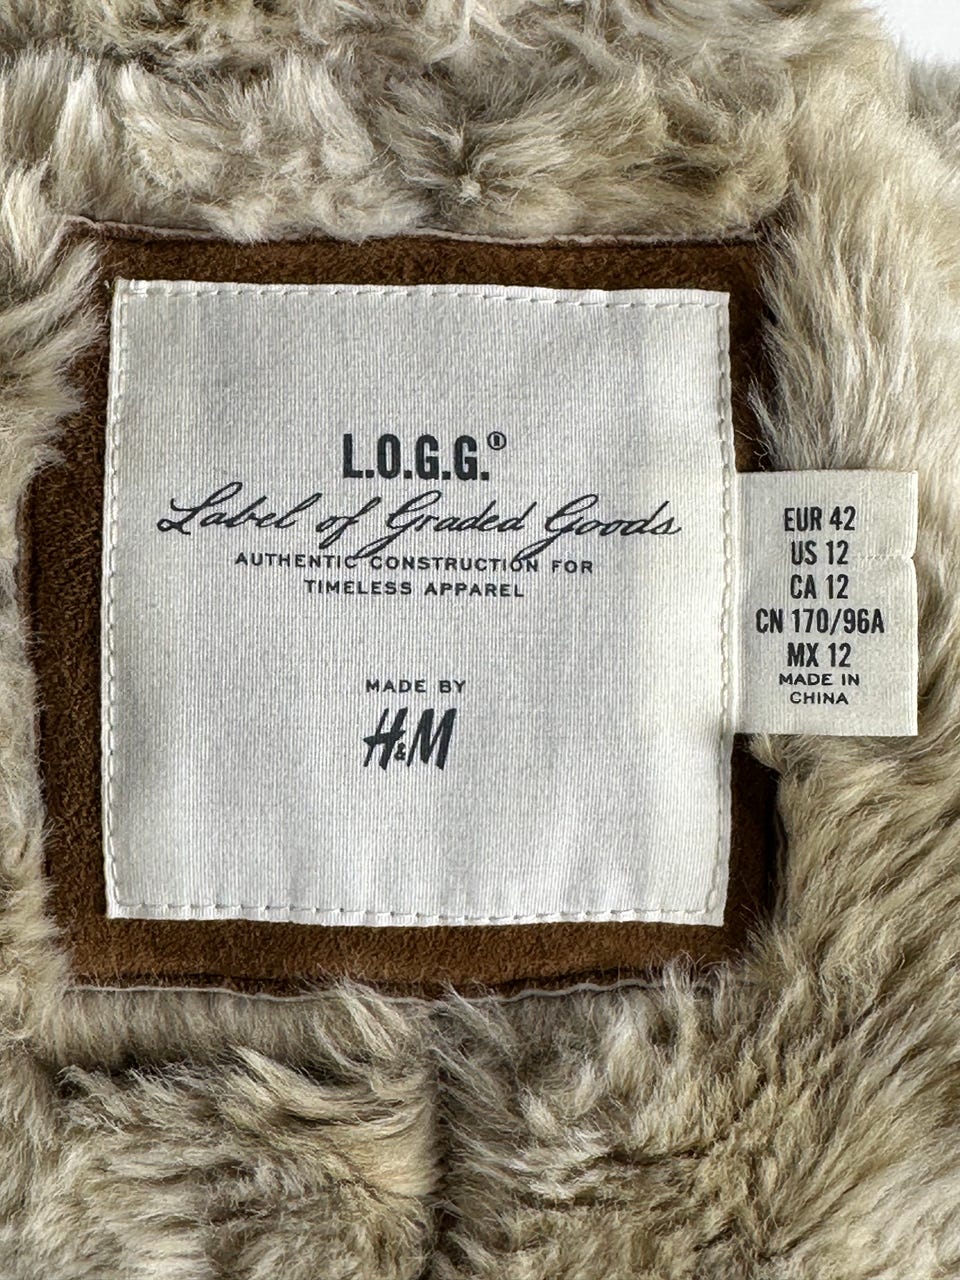 L.O.G.G.®
Label of Graded Goods
AUTHENTIC CONSTRUCTION FOR
TIMELESS APPAREL
MADE BY
H&M
EUR 42
US 12
CA 12
CN 170/96A
MX 12
MADE IN
CHINA